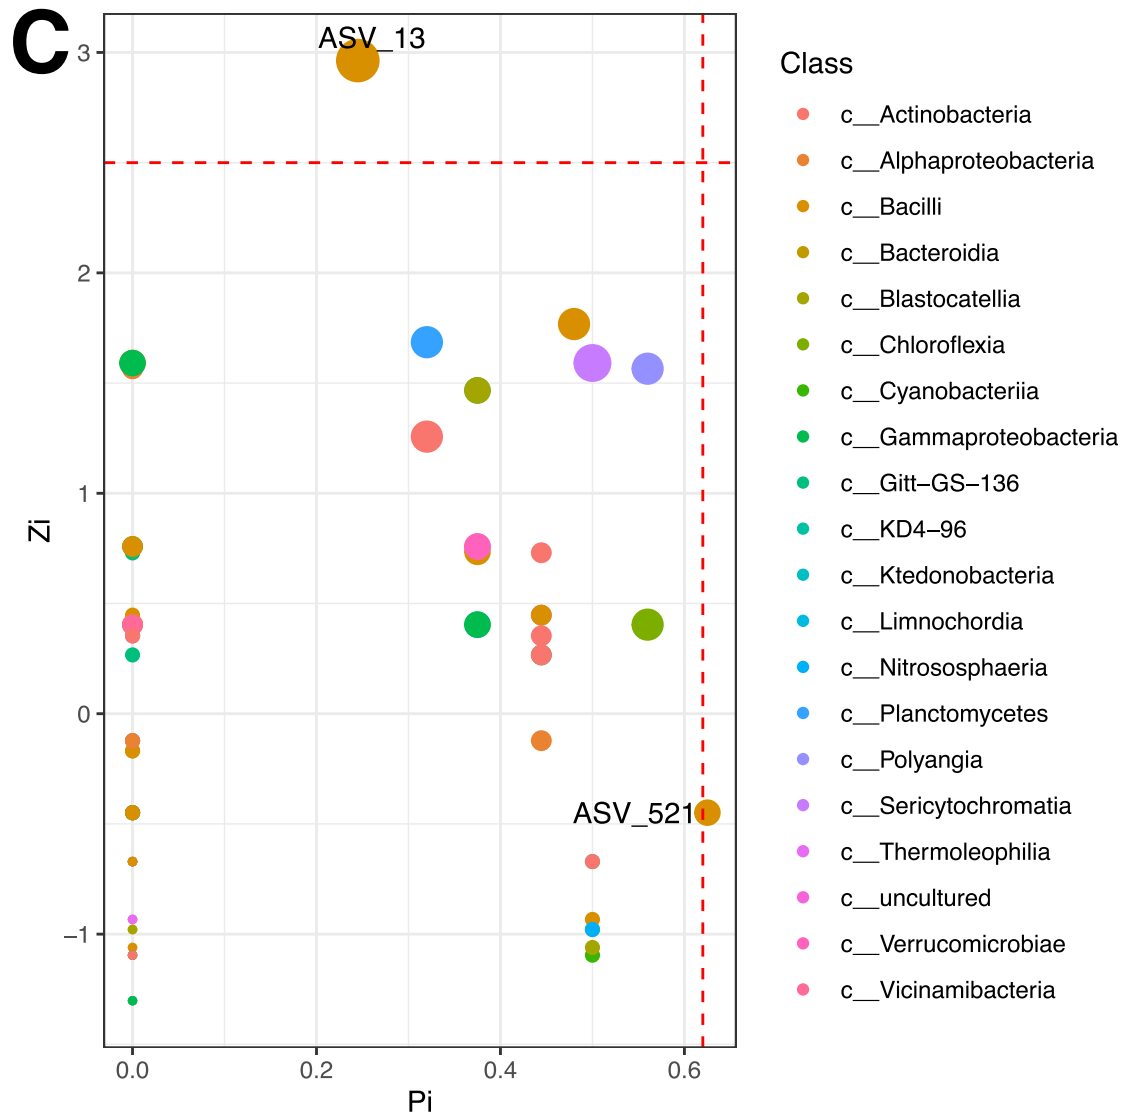 C
ASV_13
3
2
1
0
−1
Zi
ASV_521
0.0 0.2 0.4 0.6
Pi
Class
c__Actinobacteria
c__Alphaproteobacteria
c__Bacilli
c__Bacteroidia
c__Blastocatellia
c__Chloroflexia
c__Cyanobacteriia
c__Gammaproteobacteria
c__Gitt−GS−136
c__KD4−96
c__Ktedonobacteria
c__Limnochordia
c__Nitrososphaeria
c__Planctomycetes
c__Polyangia
c__Sericytochromatia
c__Thermoleophilia
c__uncultured
c__Verrucomicrobiae
c__Vicinamibacteria